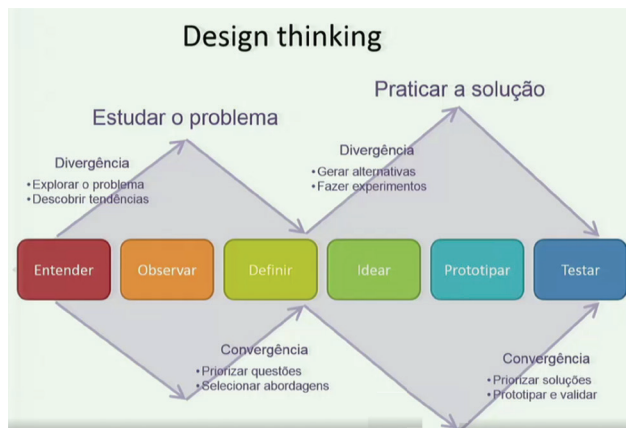 Design thinking
Estudar o problema
Praticar a solução
Divergência
• Explorar o problema
• Descobrir tendências
Divergência
• Gerar alternativas
• Fazer experimentos
Entender
Observar
Definir
Idear
Prototipar
Testar
Convergência
• Priorizar questões
• Selecionar abordagens
Convergência
• Priorizar soluções
• Prototipar e validar